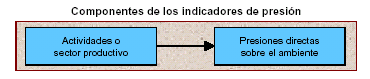 Componentes de los indicadores de presión
Actividades o
sector productivo
Presiones directas
sobre el ambiente